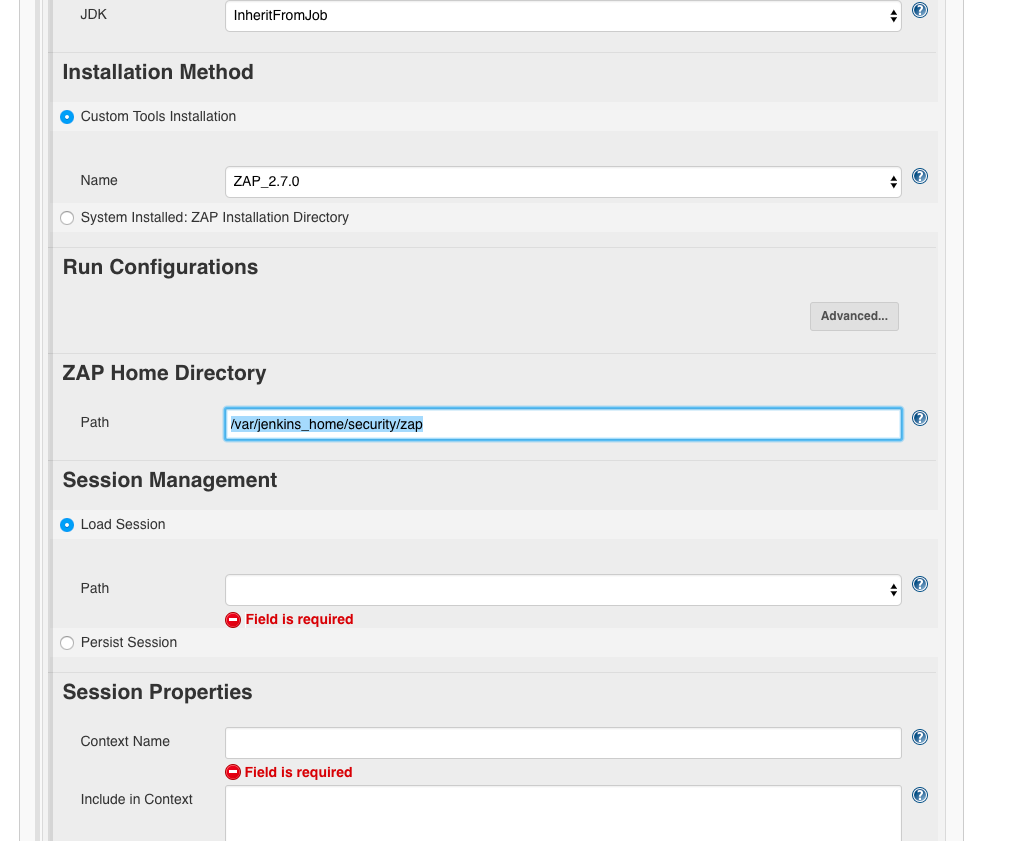 JDK
InheritFromJob
Installation Method
Custom Tools Installation
Name
ZAP_2.7.0
System Installed: ZAP Installation Directory
Run Configurations
Advanced...
ZAP Home Directory
Path
/var/jenkins_home/security/zap
Session Management
Load Session
Path
Field is required
Persist Session
Session Properties
Context Name
Field is required
Include in Context